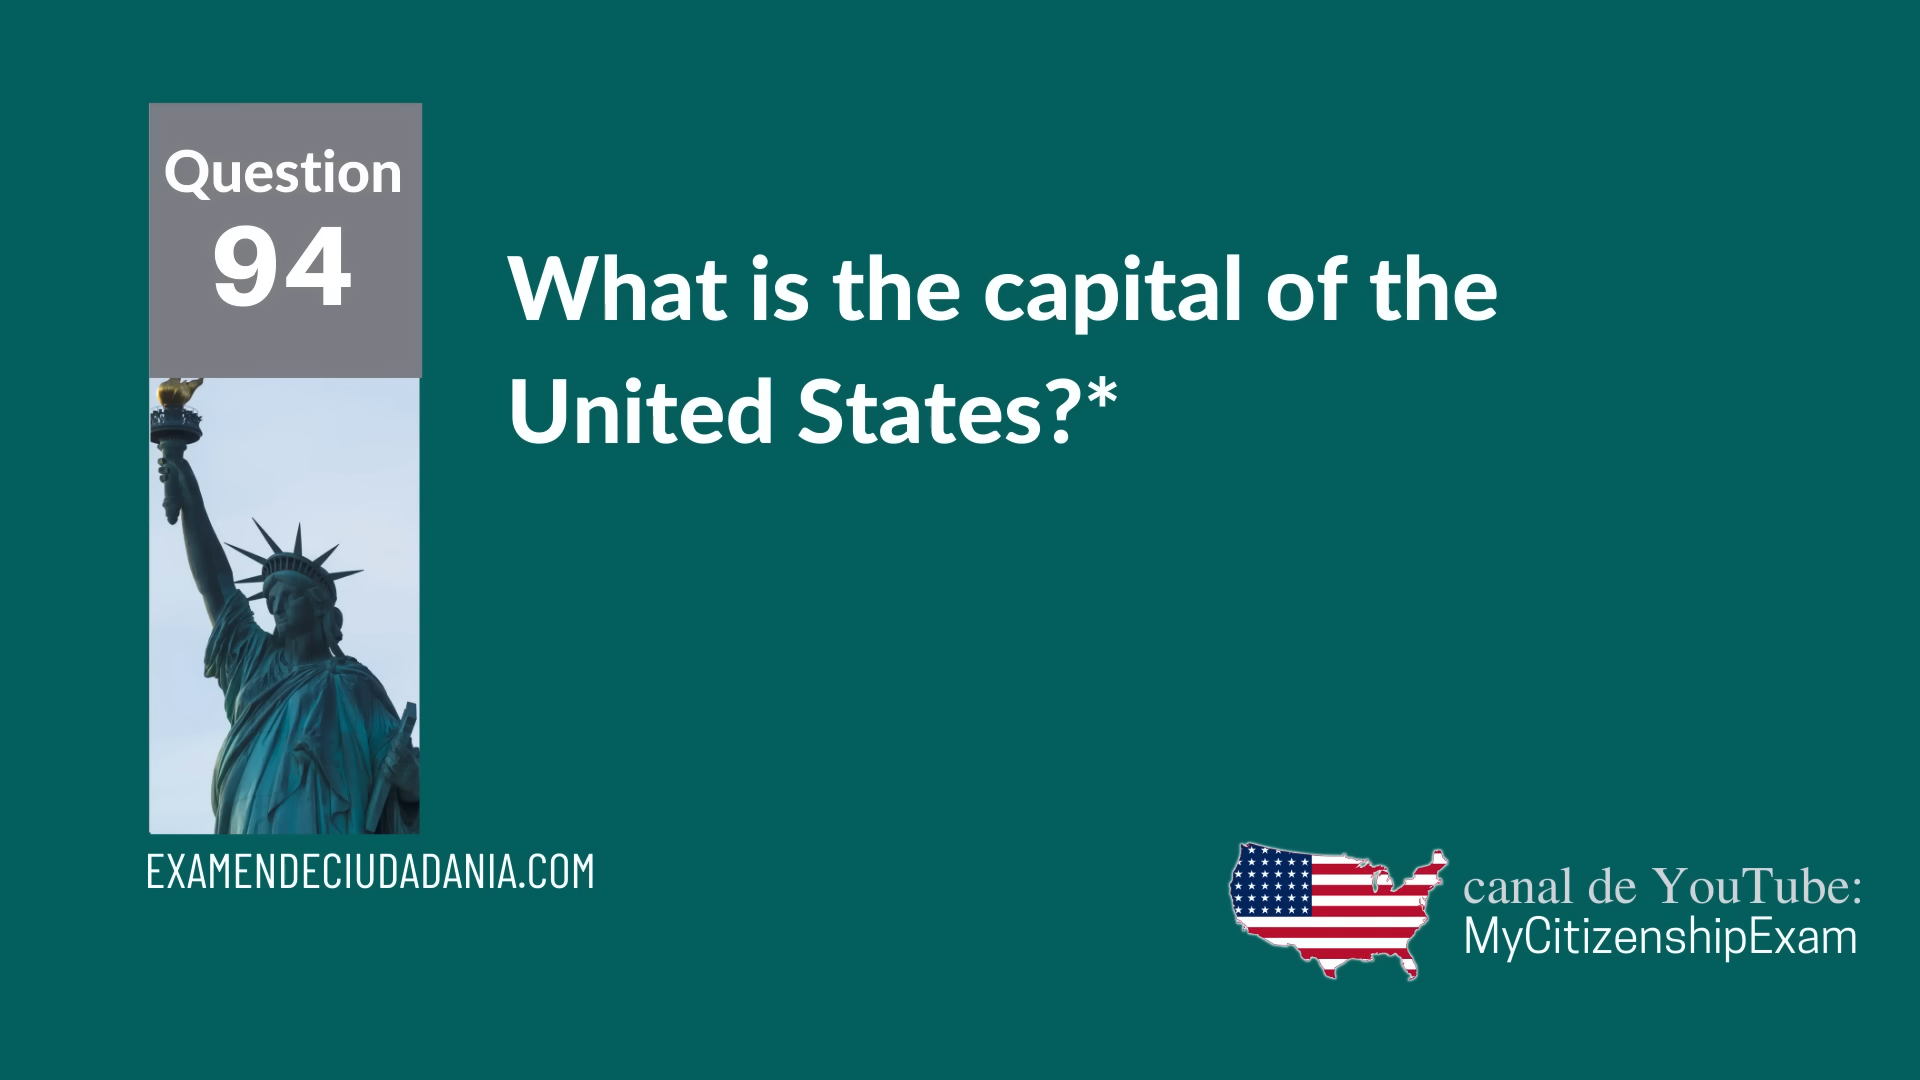 Question
94
What is the capital of the
United States?*
EXAMENDECIUDADANIA.COM
canal de YouTube:
MyCitizenshipExam